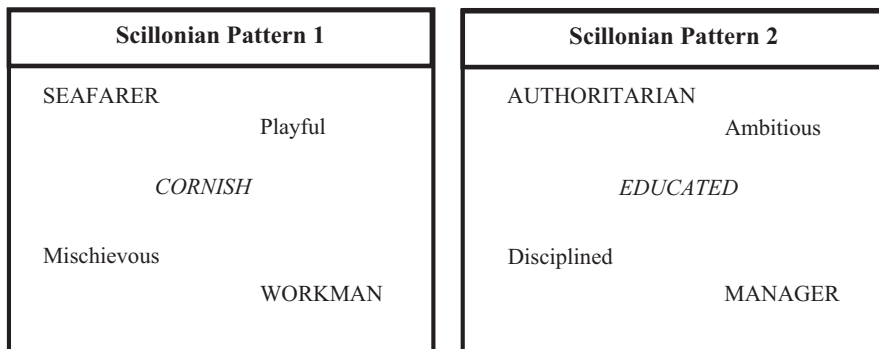 Scillonian Pattern 1
SEAFARER
Playful
CORNISH
Mischievous
WORKMAN
Scillonian Pattern 2
AUTHORITARIAN
Ambitious
EDUCATED
Disciplined
MANAGER